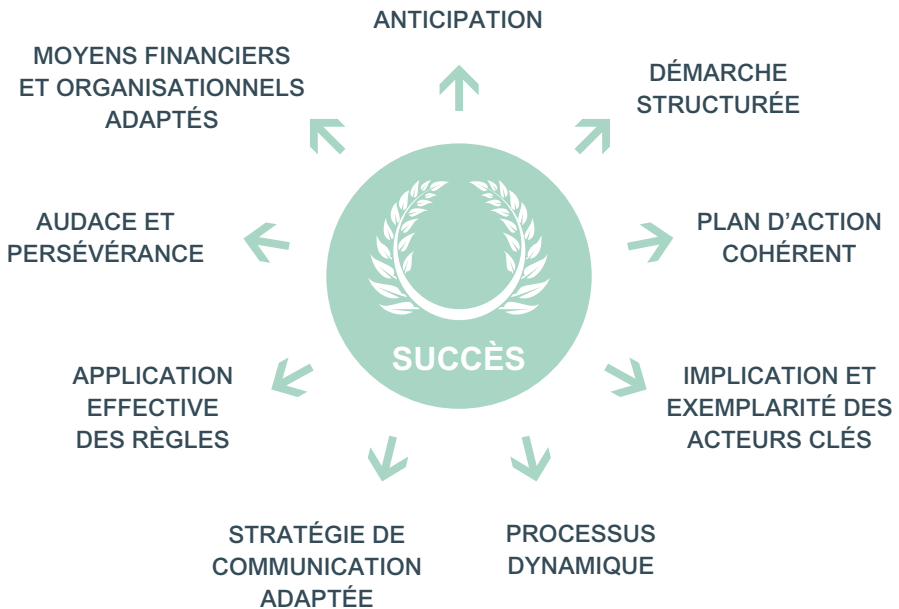 ANTICIPATION
MOYENS FINANCIERS
ET ORGANISATIONNELS
ADAPTÉS
DÉMARCHE
STRUCTURÉE
AUDACE ET
PERSÉVÉRANCE
PLAN D’ACTION
COHÉRENT
SUCCÈS
APPLICATION
EFFECTIVE
DES RÈGLES
IMPLICATION ET
EXEMPLARITÉ DES
ACTEURS CLÉS
STRATÉGIE DE
COMMUNICATION
ADAPTÉE
PROCESSUS
DYNAMIQUE